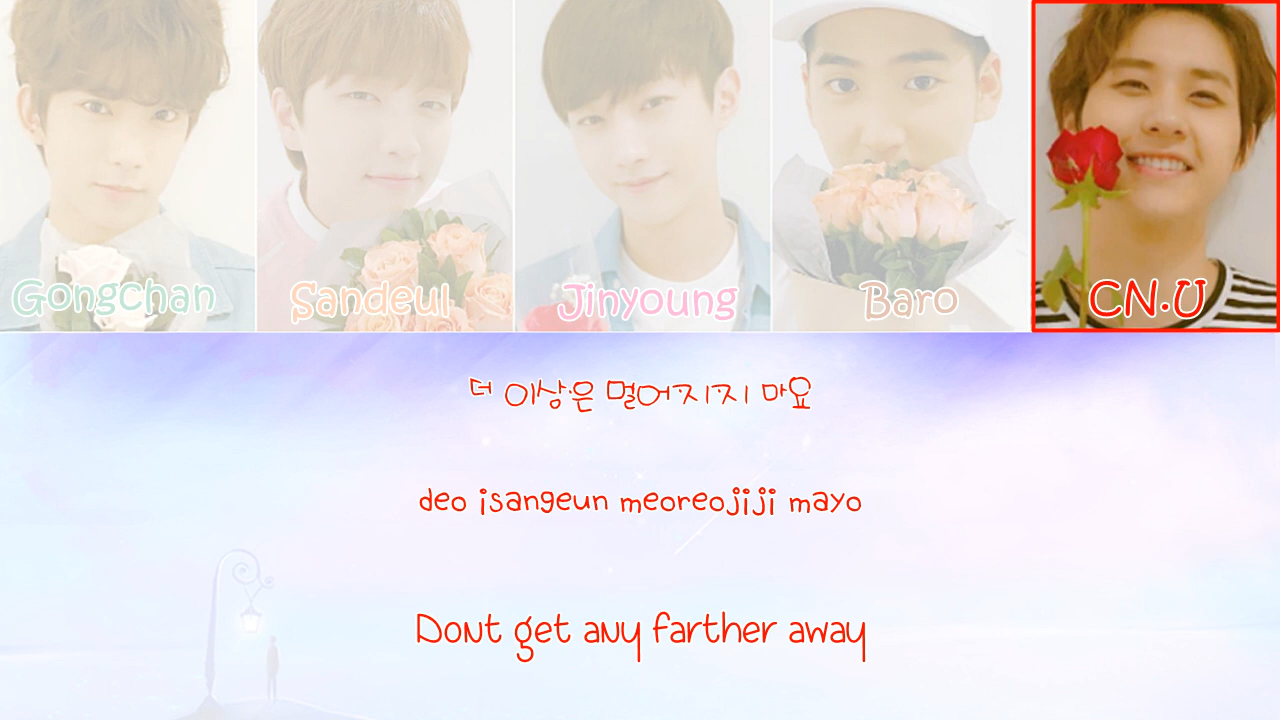 GongChan Sandeul Jinyoung Baro CN.U
더 이상은 멀어지지 마요
deo isangeun meoreojiji mayo
Dont get any farther away